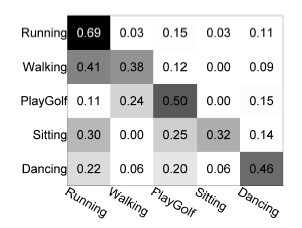 Running 0.69 0.03 0.15 0.03 0.11
Walking 0.41 0.38 0.12 0.00 0.09
PlayGolf 0.11 0.24 0.50 0.00 0.15
Sitting 0.30 0.00 0.25 0.32 0.14
Dancing 0.22 0.06 0.20 0.06 0.46
Running Walking PlayGolf Sitting Dancing